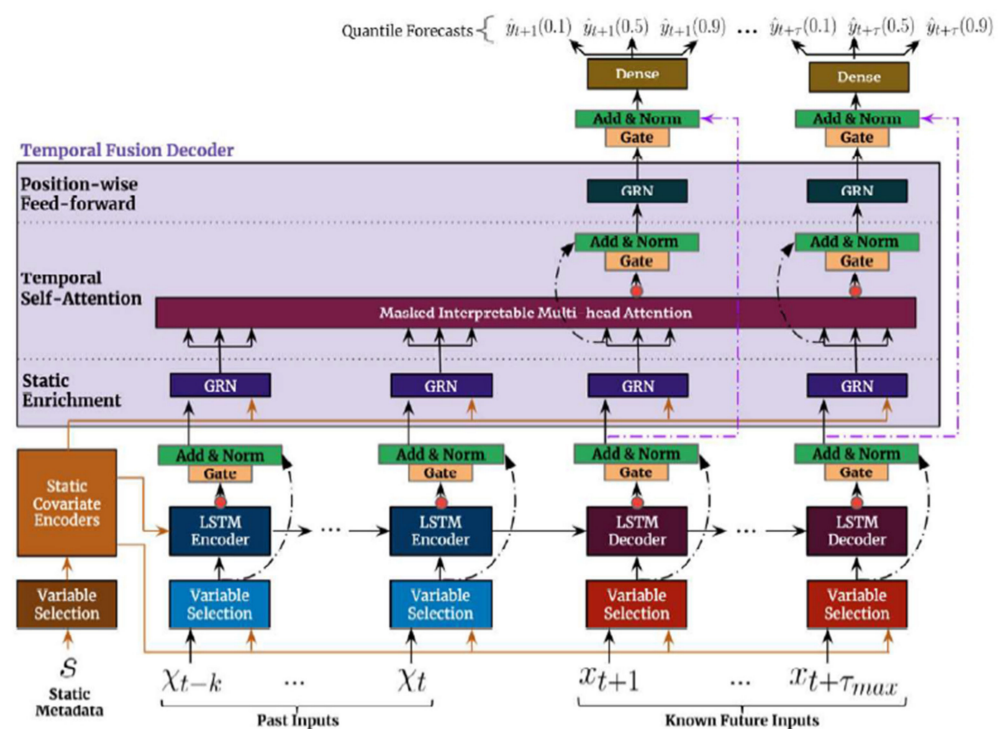 Quantile Forecasts { ŷt+1(0.1) ŷt+1(0.5) ŷt+1(0.9) ... ŷt+τ(0.1) ŷt+τ(0.5) ŷt+τ(0.9)
Dense Dense
Add & Norm Add & Norm
Gate Gate
Temporal Fusion Decoder
Position-wise
Feed-forward
GRN GRN
Add & Norm Add & Norm
Gate Gate
Temporal
Self-Attention
Masked Interpretable Multi-head Attention
Static
Enrichment
GRN GRN GRN GRN
Add & Norm Add & Norm Add & Norm Add & Norm
Gate Gate Gate Gate
Static
Covariate
Encoders
LSTM
Encoder
...
LSTM
Encoder
LSTM
Decoder
...
LSTM
Decoder
Variable
Selection
Variable
Selection
Variable
Selection
Variable
Selection
Variable
Selection
s
Static
Metadata
χt−k ... χt xt+1 ... xt+τmax
Past Inputs Known Future Inputs